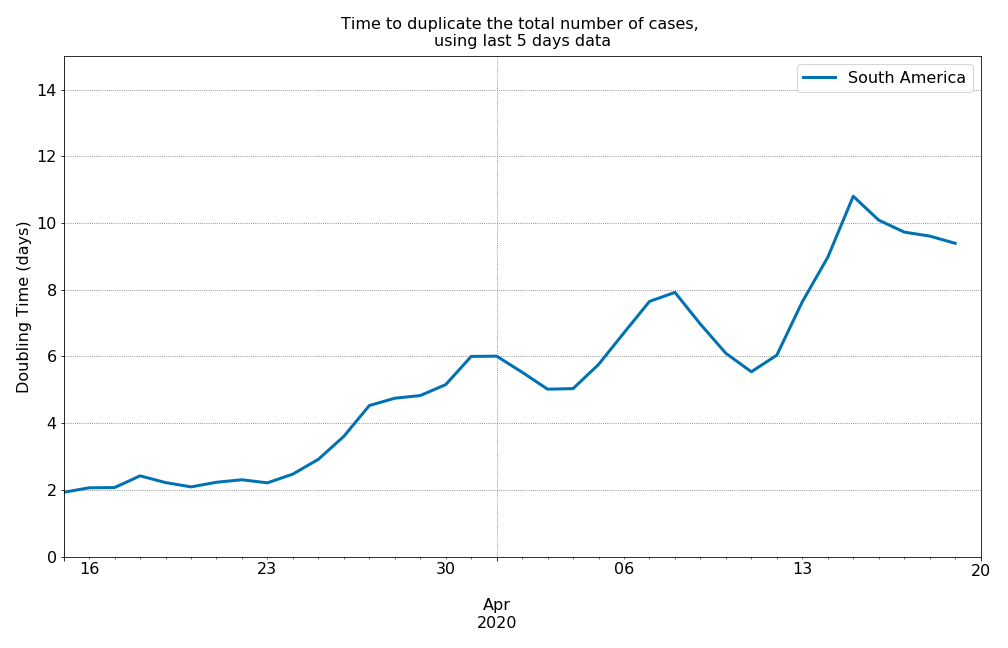 Time to duplicate the total number of cases,
using last 5 days data
South America
Doubling Time (days)
14
12
10
8
6
4
2
0
16 23 30 06 13 20
Apr
2020